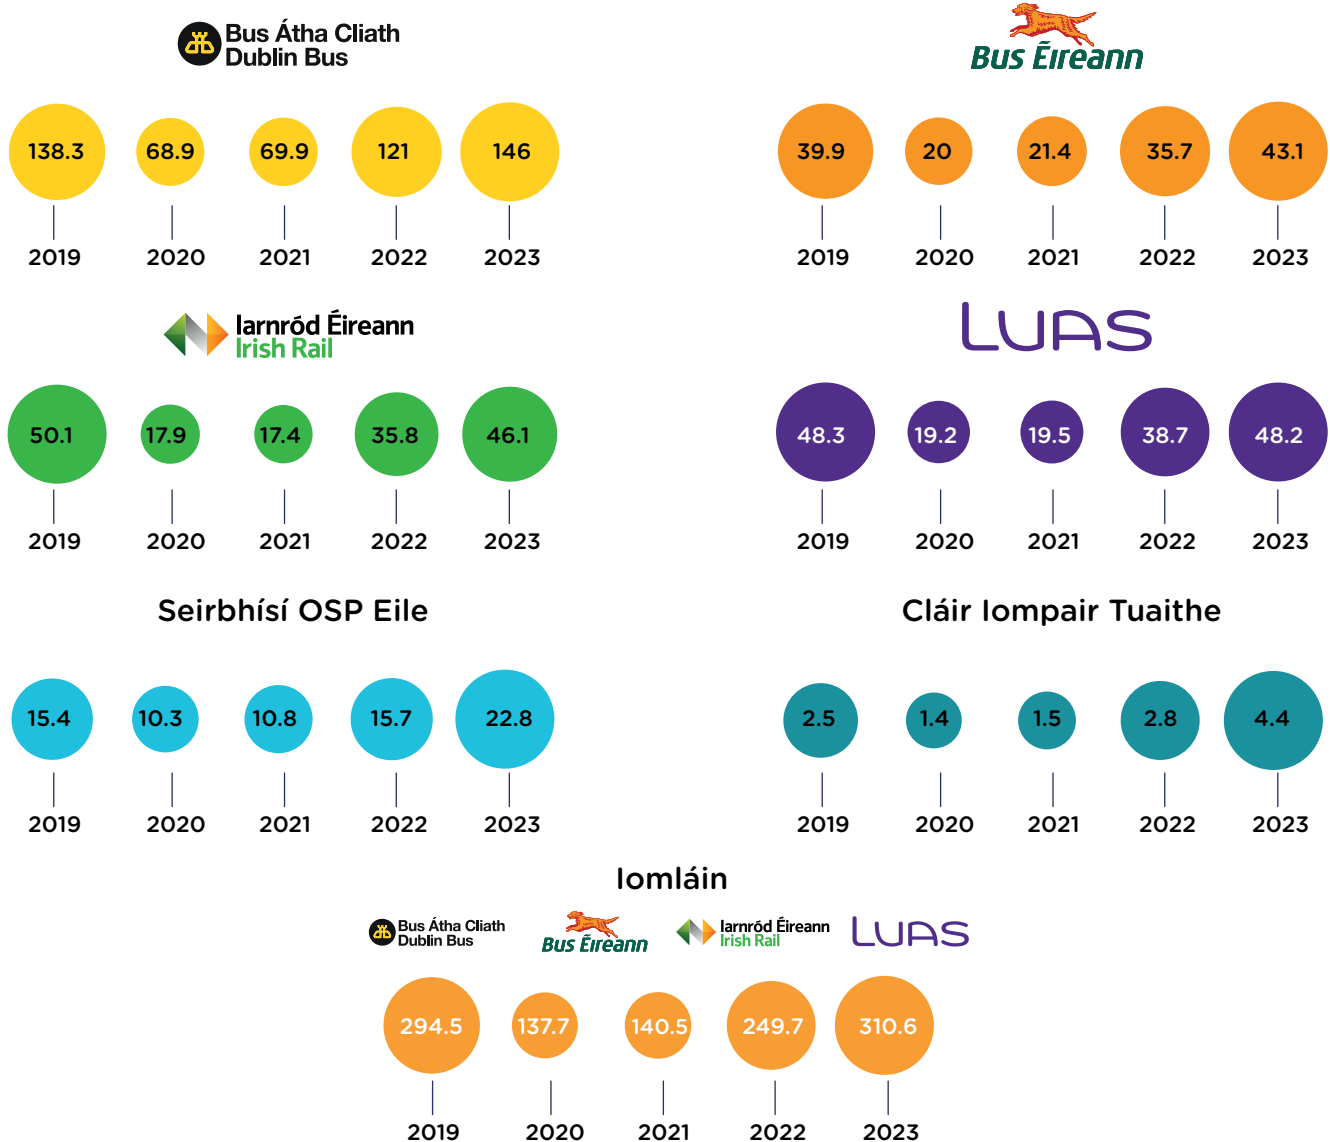 Bus Átha Cliath
Dublin Bus
138.3 68.9 69.9 121 146
2019 2020 2021 2022 2023
Bus Éireann
39.9 20 21.4 35.7 43.1
2019 2020 2021 2022 2023
Iarnród Éireann
Irish Rail
50.1 17.9 17.4 35.8 46.1
2019 2020 2021 2022 2023
LUAS
48.3 19.2 19.5 38.7 48.2
2019 2020 2021 2022 2023
Seirbhísí OSP Eile
15.4 10.3 10.8 15.7 22.8
2019 2020 2021 2022 2023
Cláir Iompair Tuaithe
2.5 1.4 1.5 2.8 4.4
2019 2020 2021 2022 2023
Iomláin
Bus Átha Cliath
Dublin Bus
Bus Éireann
Iarnród Éireann
Irish Rail
LUAS
294.5 137.7 140.5 249.7 310.6
2019 2020 2021 2022 2023